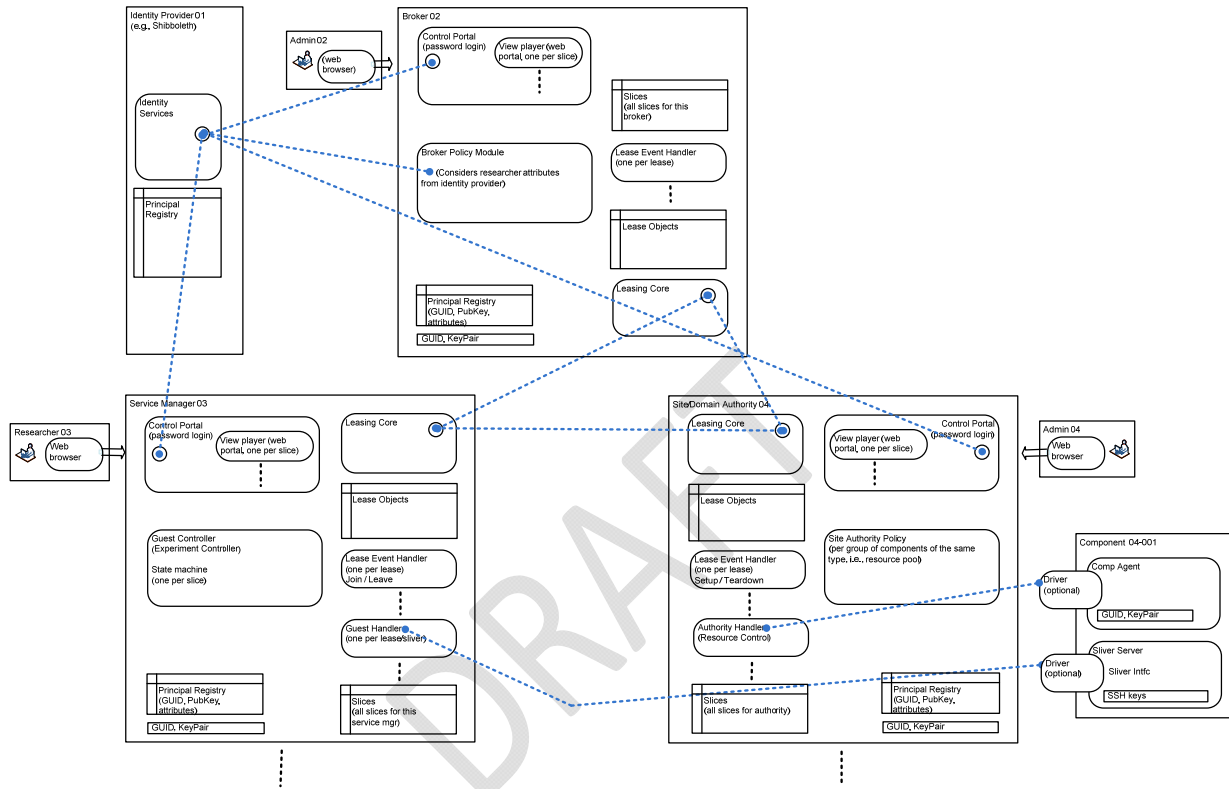 Identity Provider 01
(e.g., Shibboleth)
Identity
Services
Principal
Registry
Admin 02
(web
browser)
Broker 02
Control Portal
(password login)
View player (web
portal, one per slice)
Slices
(all slices for this
broker)
Broker Policy Module
(Considers researcher attributes
from identity provider)
Lease Event Handler
(one per lease)
Lease Objects
Principal Registry
(GUID, PubKey,
attributes)
GUID, KeyPair
Leasing Core
Researcher 03
Web
browser
Service Manager 03
Control Portal
(password login)
View player (web
portal, one per slice)
Leasing Core
Lease Objects
Guest Controller
(Experiment Controller)
State machine
(one per slice)
Lease Event Handler
(one per lease)
Join / Leave
Guest Handler
(one per lease/sliver)
Principal Registry
(GUID, PubKey,
attributes)
GUID, KeyPair
Slices
(all slices for this
service mgr)
Site/Domain Authority 04
Leasing Core
View player (web
portal, one per slice)
Control Portal
(password login)
Lease Objects
Lease Event Handler
(one per lease)
Setup / Teardown
Site Authority Policy
(per group of components of the same
type, i.e., resource pool)
Authority Handler
(Resource Control)
Slices
(all slices for authority)
Principal Registry
(GUID, PubKey,
attributes)
GUID, KeyPair
Admin 04
Web
browser
Component 04-001
Driver
(optional)
Comp Agent
GUID, KeyPair
Driver
(optional)
Sliver Server
Sliver Intfc
SSH keys
DRAFT